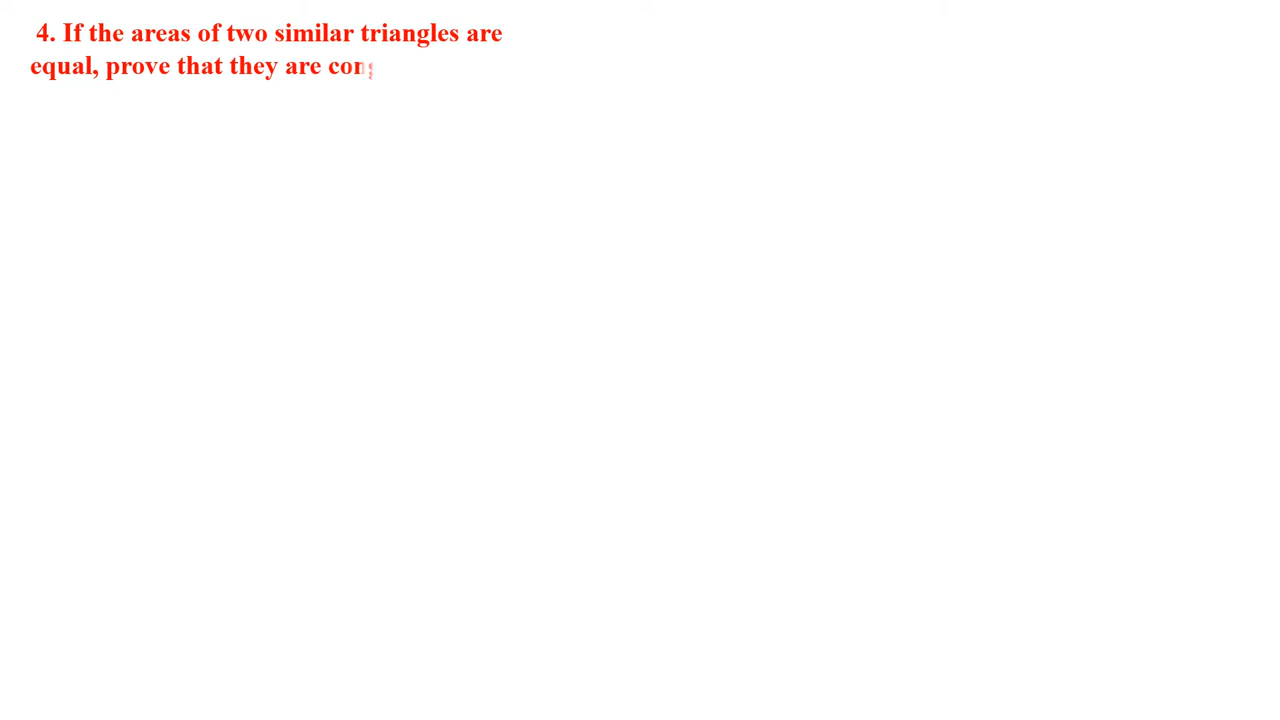 4. If the areas of two similar triangles are
equal, prove that they are